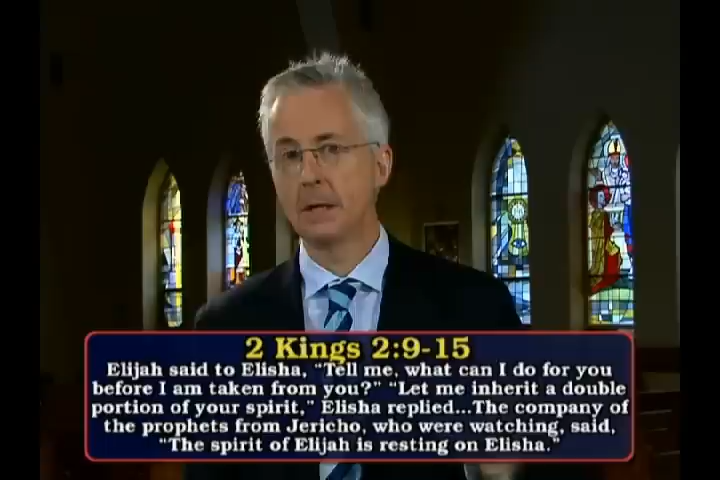 2 Kings 2:9-15
Elijah said to Elisha, "Tell me, what can I do for you
before I am taken from you?" "Let me inherit a double
portion of your spirit," Elisha replied...The company of
the prophets from Jericho, who were watching, said,
"The spirit of Elijah is resting on Elisha."